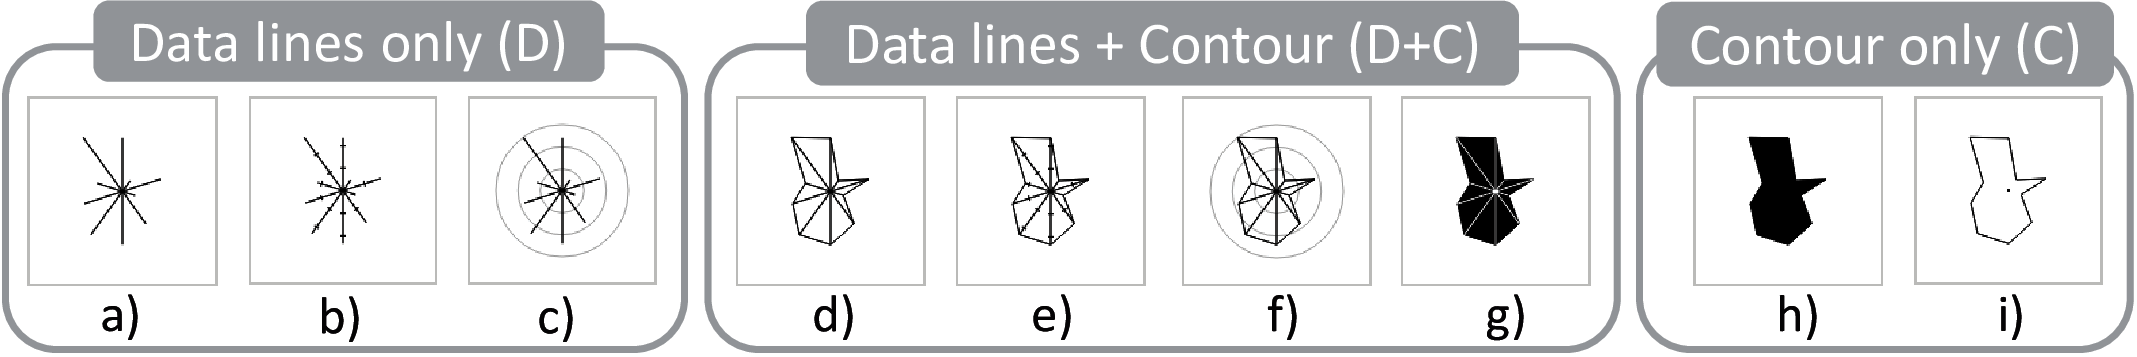 Data lines only (D)
Data lines + Contour (D+C)
Contour only (C)
a) b) c) d) e) f) g) h) i)